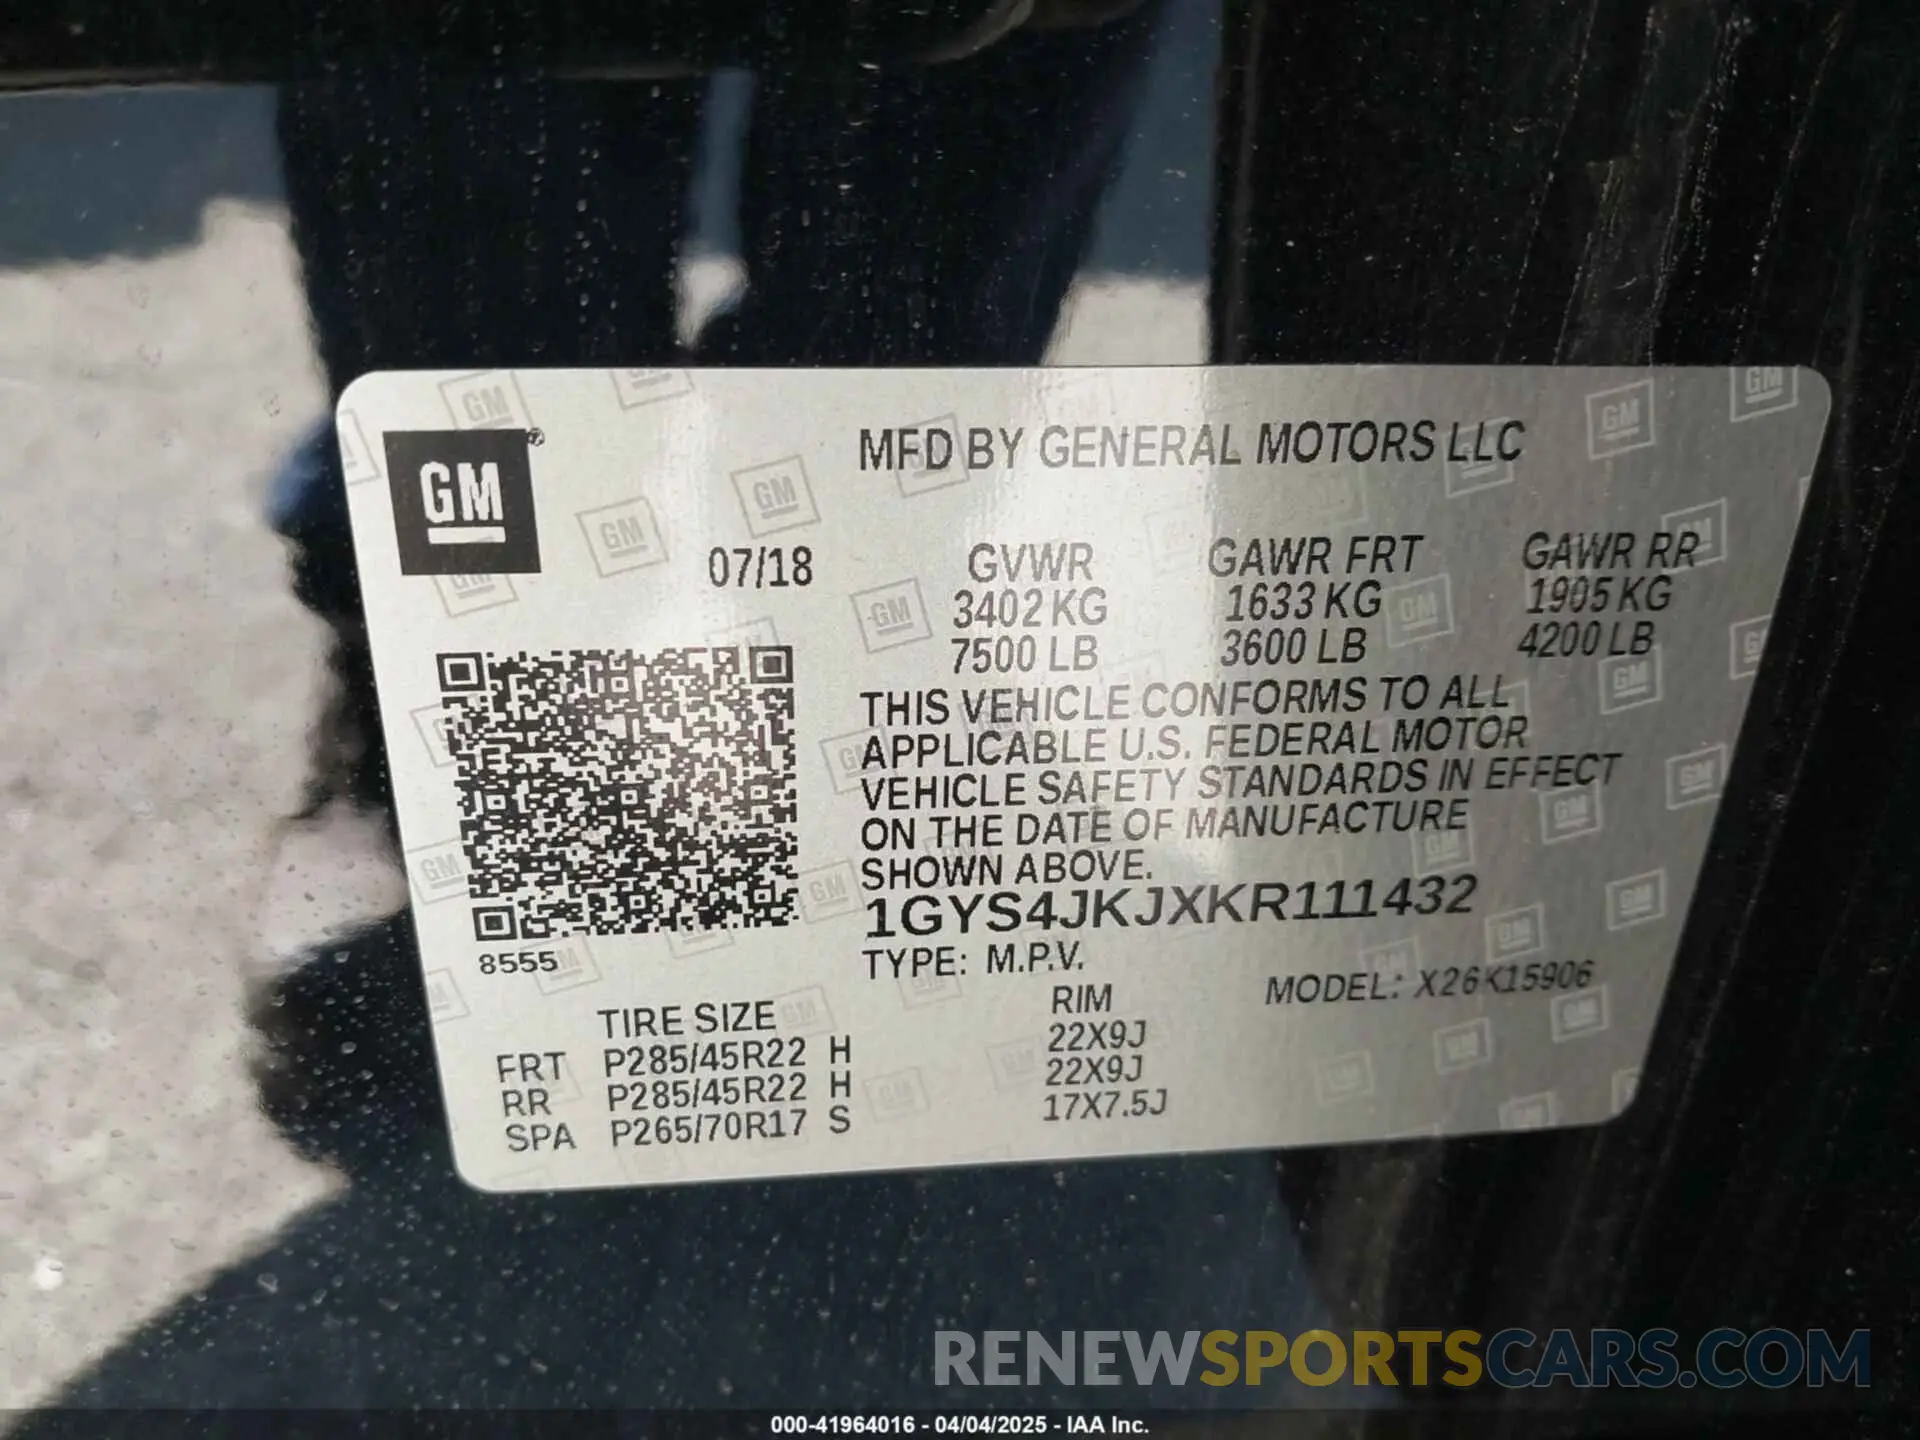 GM®
MFD BY GENERAL MOTORS LLC
07/18 GVWR GAWR FRT GAWR RR
3402 KG 1633 KG 1905 KG
7500 LB 3600 LB 4200 LB
THIS VEHICLE CONFORMS TO ALL
APPLICABLE U.S. FEDERAL MOTOR
VEHICLE SAFETY STANDARDS IN EFFECT
ON THE DATE OF MANUFACTURE
SHOWN ABOVE.
1GYS4JKJXKR111432
8555
TYPE: M.P.V. MODEL: X26K15906
TIRE SIZE RIM
FRT P285/45R22 H 22X9J
RR P285/45R22 H 22X9J
SPA P265/70R17 S 17X7.5J
RENEWSPORTSCARS.COM
000-41964016 - 04/04/2025 - IAA Inc.